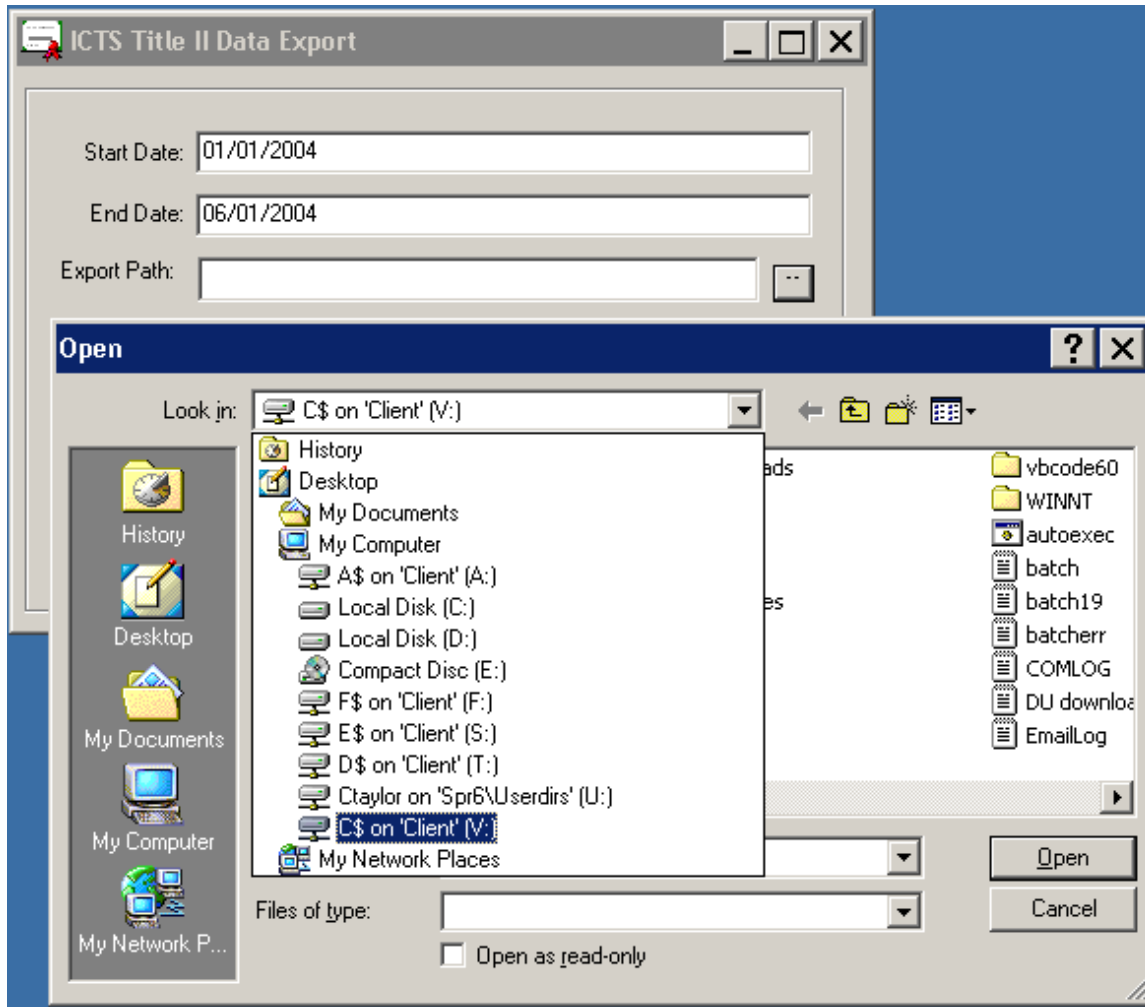 ICTS Title II Data Export
Start Date: 01/01/2004
End Date: 06/01/2004
Export Path: ..
Open
Look in: C$ on 'Client' (V:)
History
Desktop
My Documents
My Computer
A$ on 'Client' (A:)
Local Disk (C:)
Local Disk (D:)
Compact Disc (E:)
F$ on 'Client' (F:)
E$ on 'Client' (S:)
D$ on 'Client' (T:)
Ctaylor on 'Spr6\Userdirs' (U:)
C$ on 'Client' (V:)
My Network Places
History
Desktop
My Documents
My Computer
My Network P...
ads
es
vbcode60
WINNT
autoexec
batch
batch19
batcherr
COMLOG
DU downloa
EmailLog
Open
Files of type:
Cancel
Open as read-only